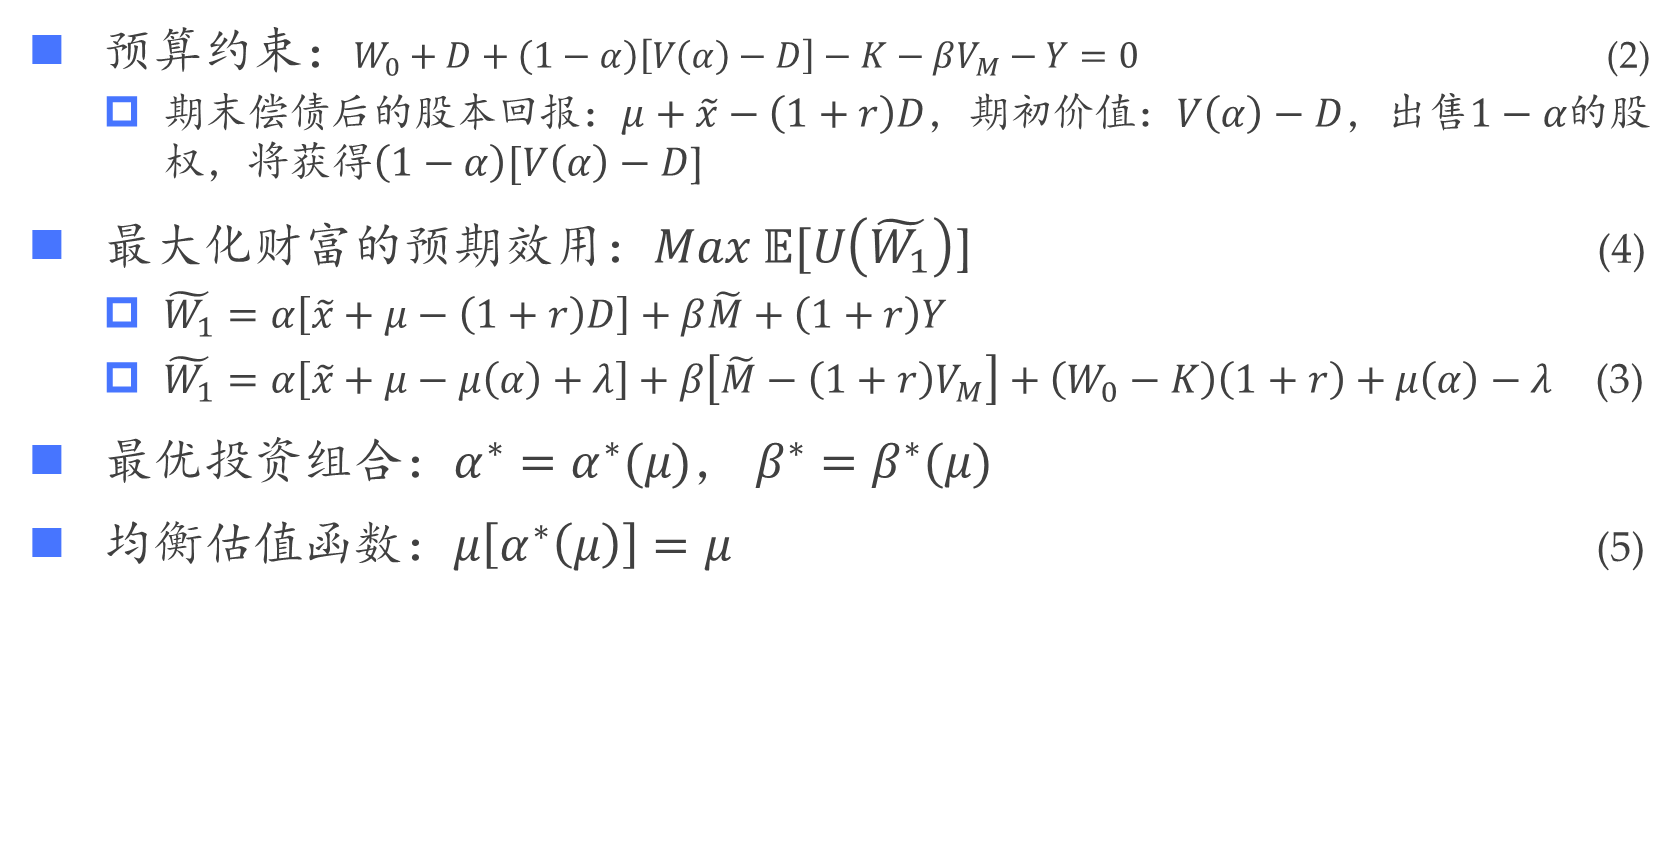 预算约束：W₀ + D + (1 − α)[V(α) − D] − K − βV_M − Y = 0 (2)
期末偿债后的股本回报：μ + x̃ − (1 + r)D，期初价值：V(α) − D，出售1 − α的股
权，将获得(1 − α)[V(α) − D]
最大化财富的预期效用：Max 𝔼[U(W̃₁)] (4)
W̃₁ = α[x̃ + μ − (1 + r)D] + βM̃ + (1 + r)Y
W̃₁ = α[x̃ + μ − μ(α) + λ] + β[M̃ − (1 + r)V_M] + (W₀ − K)(1 + r) + μ(α) − λ (3)
最优投资组合：α* = α*(μ)， β* = β*(μ)
均衡估值函数：μ[α*(μ)] = μ (5)